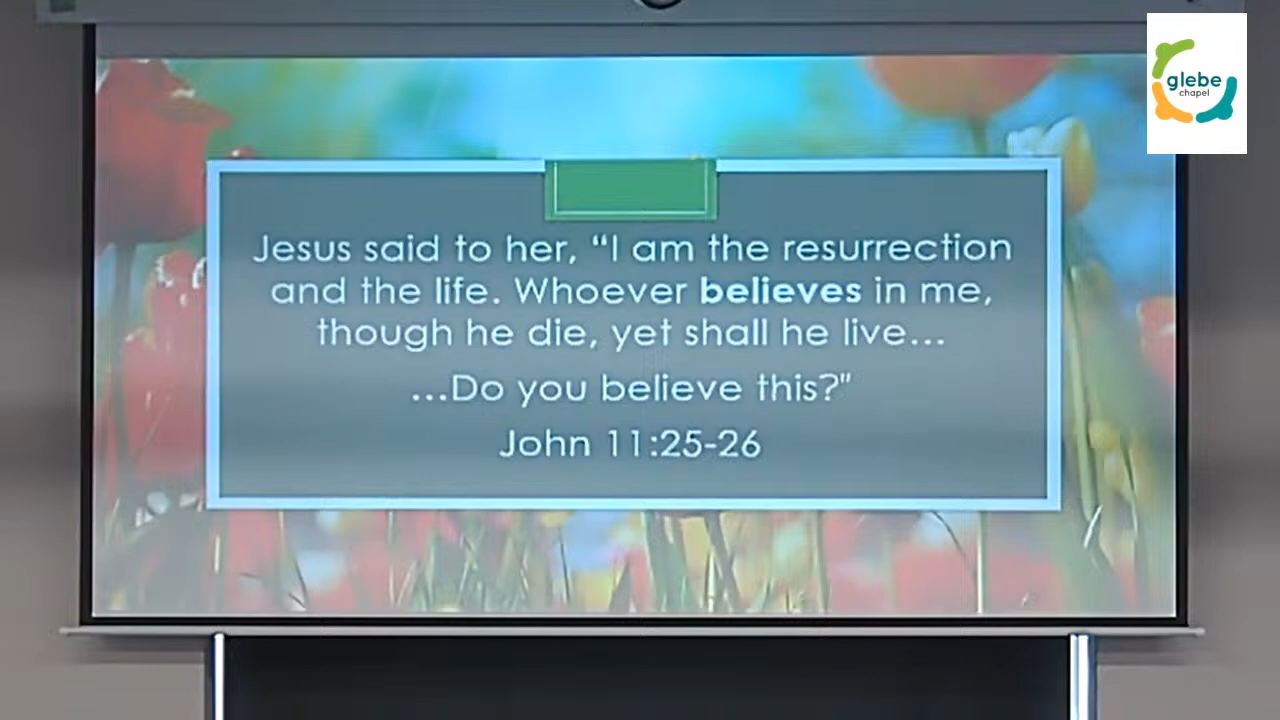 glebe
chapel
Jesus said to her, “I am the resurrection
and the life. Whoever believes in me,
though he die, yet shall he live...
...Do you believe this?"
John 11:25-26